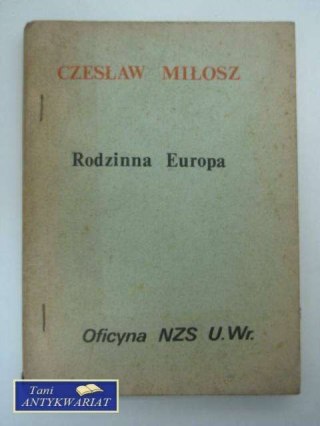 CZESŁAW MIŁOSZ
Rodzinna Europa
Oficyna NZS U.Wr.
Tani
ANTYKWARIAT